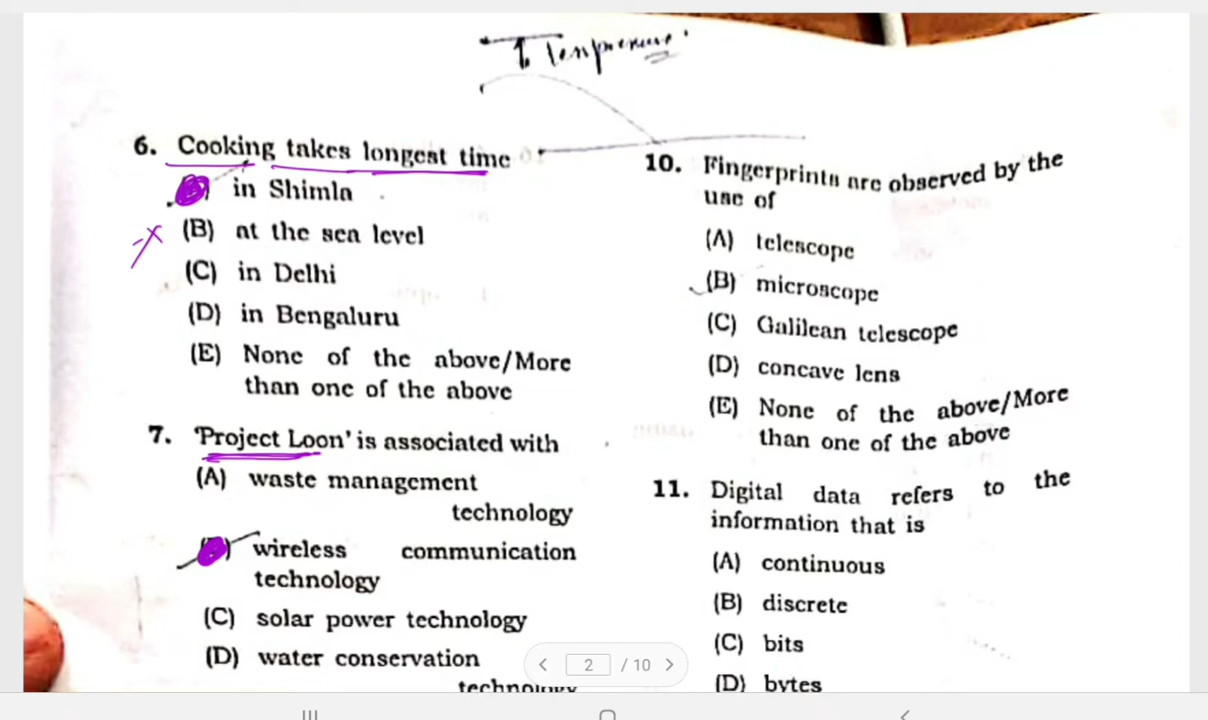 6. Cooking takes longest time
in Shimla
(B) at the sea level
(C) in Delhi
(D) in Bengaluru
(E) None of the above/More
than one of the above
7. 'Project Loon' is associated with
(A) waste management
technology
wireless communication
technology
(C) solar power technology
(D) water conservation
technology
10. Fingerprints are observed by the
use of
(A) telescope
(B) microscope
(C) Galilean telescope
(D) concave lens
(E) None of the above/More
than one of the above
11. Digital data refers to the
information that is
(A) continuous
(B) discrete
(C) bits
(D) bytes
2 / 10